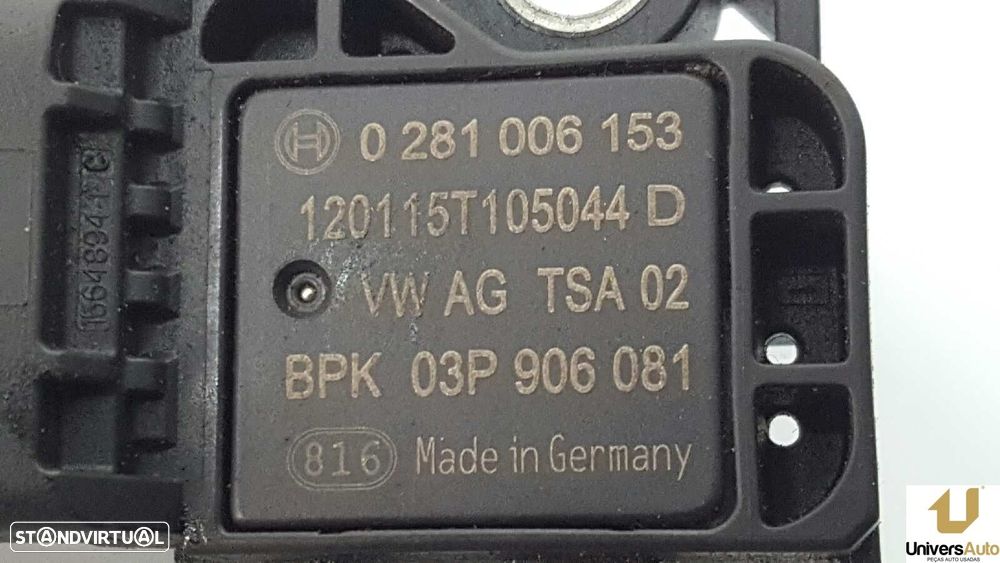 0 281 006 153
120115T105044 D
VW AG TSA 02
BPK 03P 906 081
816 Made in Germany
STANDVIRTUAL
UniversAuto
PEÇAS AUTO USADAS